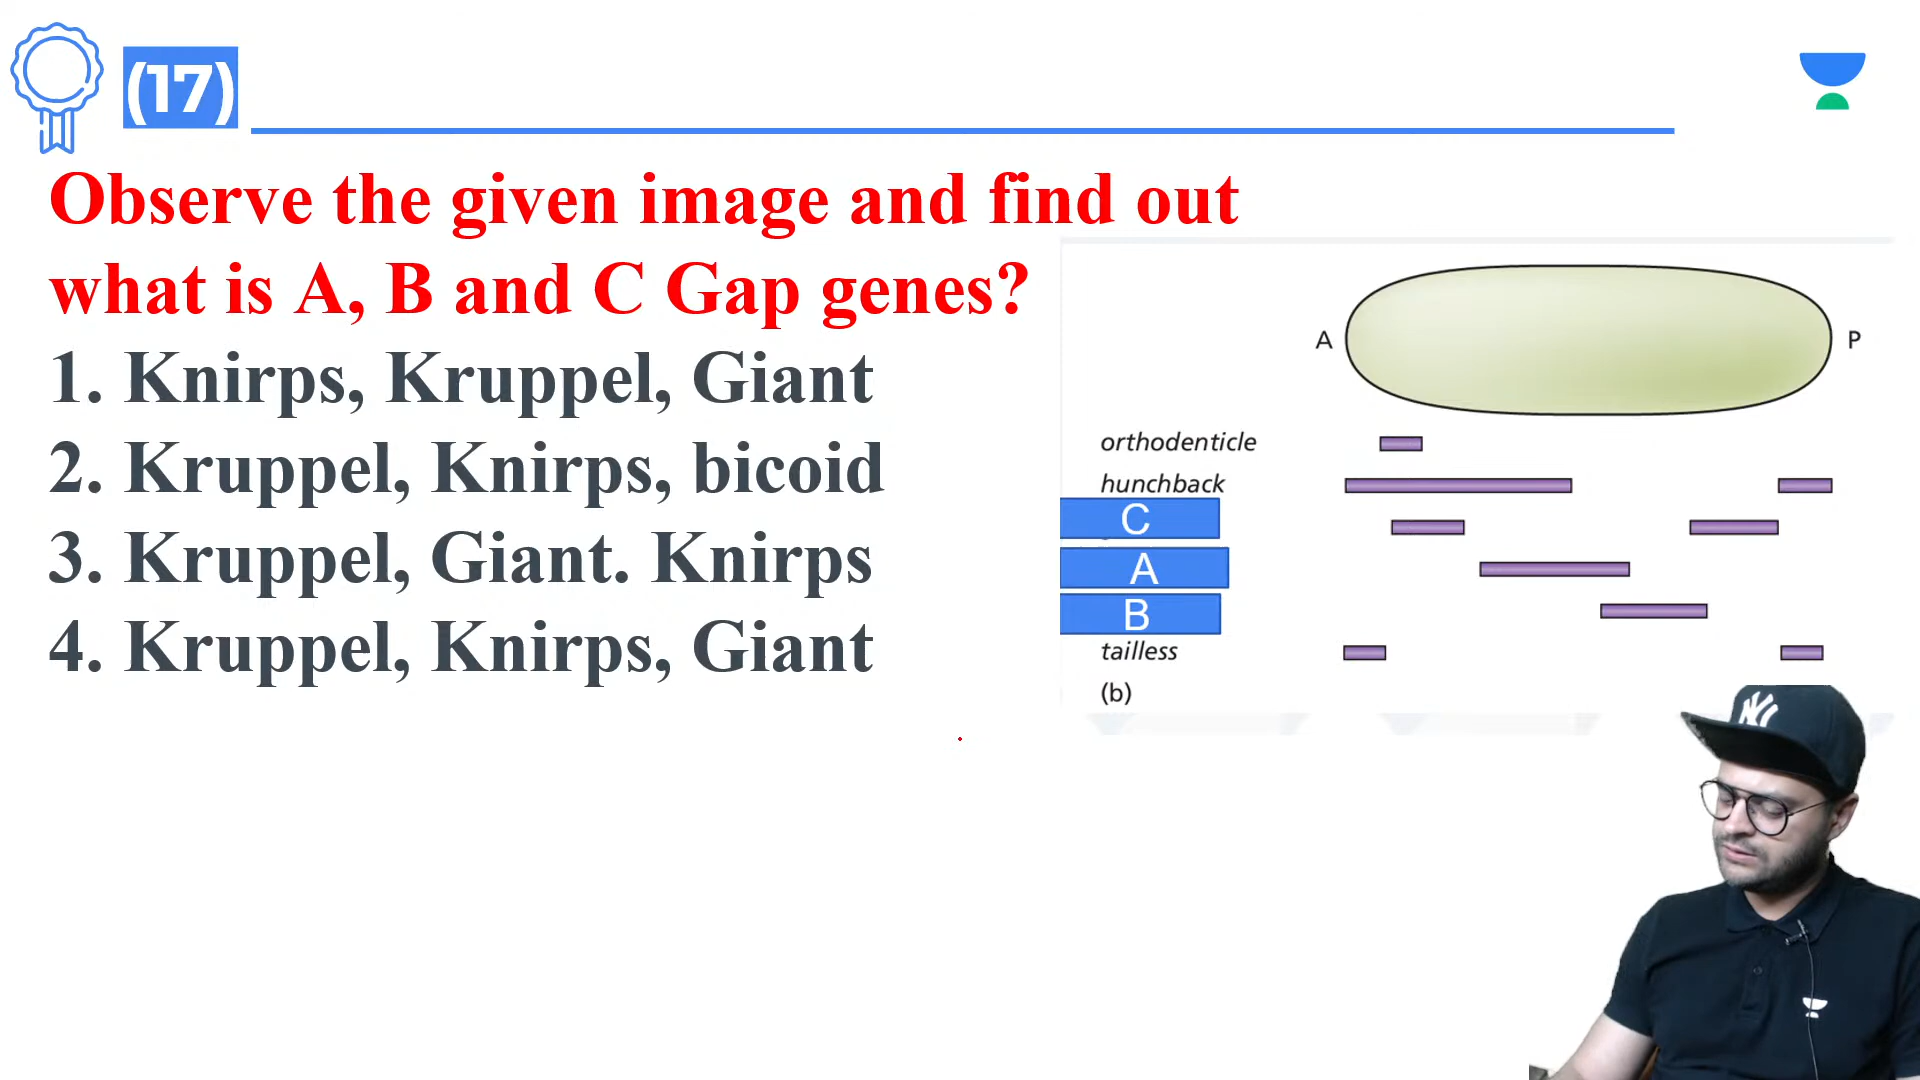 (17)
Observe the given image and find out
what is A, B and C Gap genes?
1. Knirps, Kruppel, Giant
2. Kruppel, Knirps, bicoid
3. Kruppel, Giant. Knirps
4. Kruppel, Knirps, Giant
A
P
orthodenticle
hunchback
C
A
B
tailless
(b)
NY